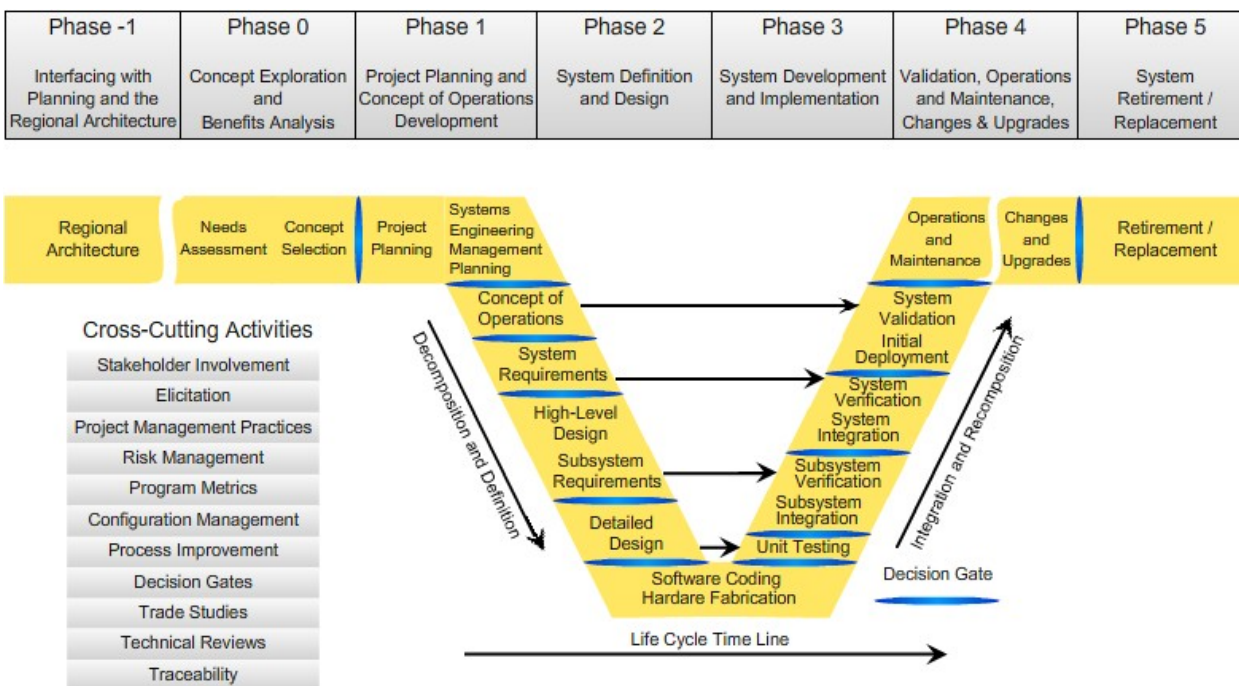 Phase -1
Interfacing with
Planning and the
Regional Architecture
Phase 0
Concept Exploration
and
Benefits Analysis
Phase 1
Project Planning and
Concept of Operations
Development
Phase 2
System Definition
and Design
Phase 3
System Development
and Implementation
Phase 4
Validation, Operations
and Maintenance,
Changes & Upgrades
Phase 5
System
Retirement /
Replacement
Regional
Architecture
Needs
Assessment
Concept
Selection
Project
Planning
Systems
Engineering
Management
Planning
Concept of
Operations
System
Requirements
High-Level
Design
Subsystem
Requirements
Detailed
Design
Software Coding
Hardare Fabrication
Unit Testing
Subsystem
Integration
Subsystem
Verification
System
Integration
System
Verification
Initial
Deployment
System
Validation
Operations
and
Maintenance
Changes
and
Upgrades
Retirement /
Replacement
Decomposition and Definition
Integration and Recomposition
Decision Gate
Life Cycle Time Line
Cross-Cutting Activities
Stakeholder Involvement
Elicitation
Project Management Practices
Risk Management
Program Metrics
Configuration Management
Process Improvement
Decision Gates
Trade Studies
Technical Reviews
Traceability